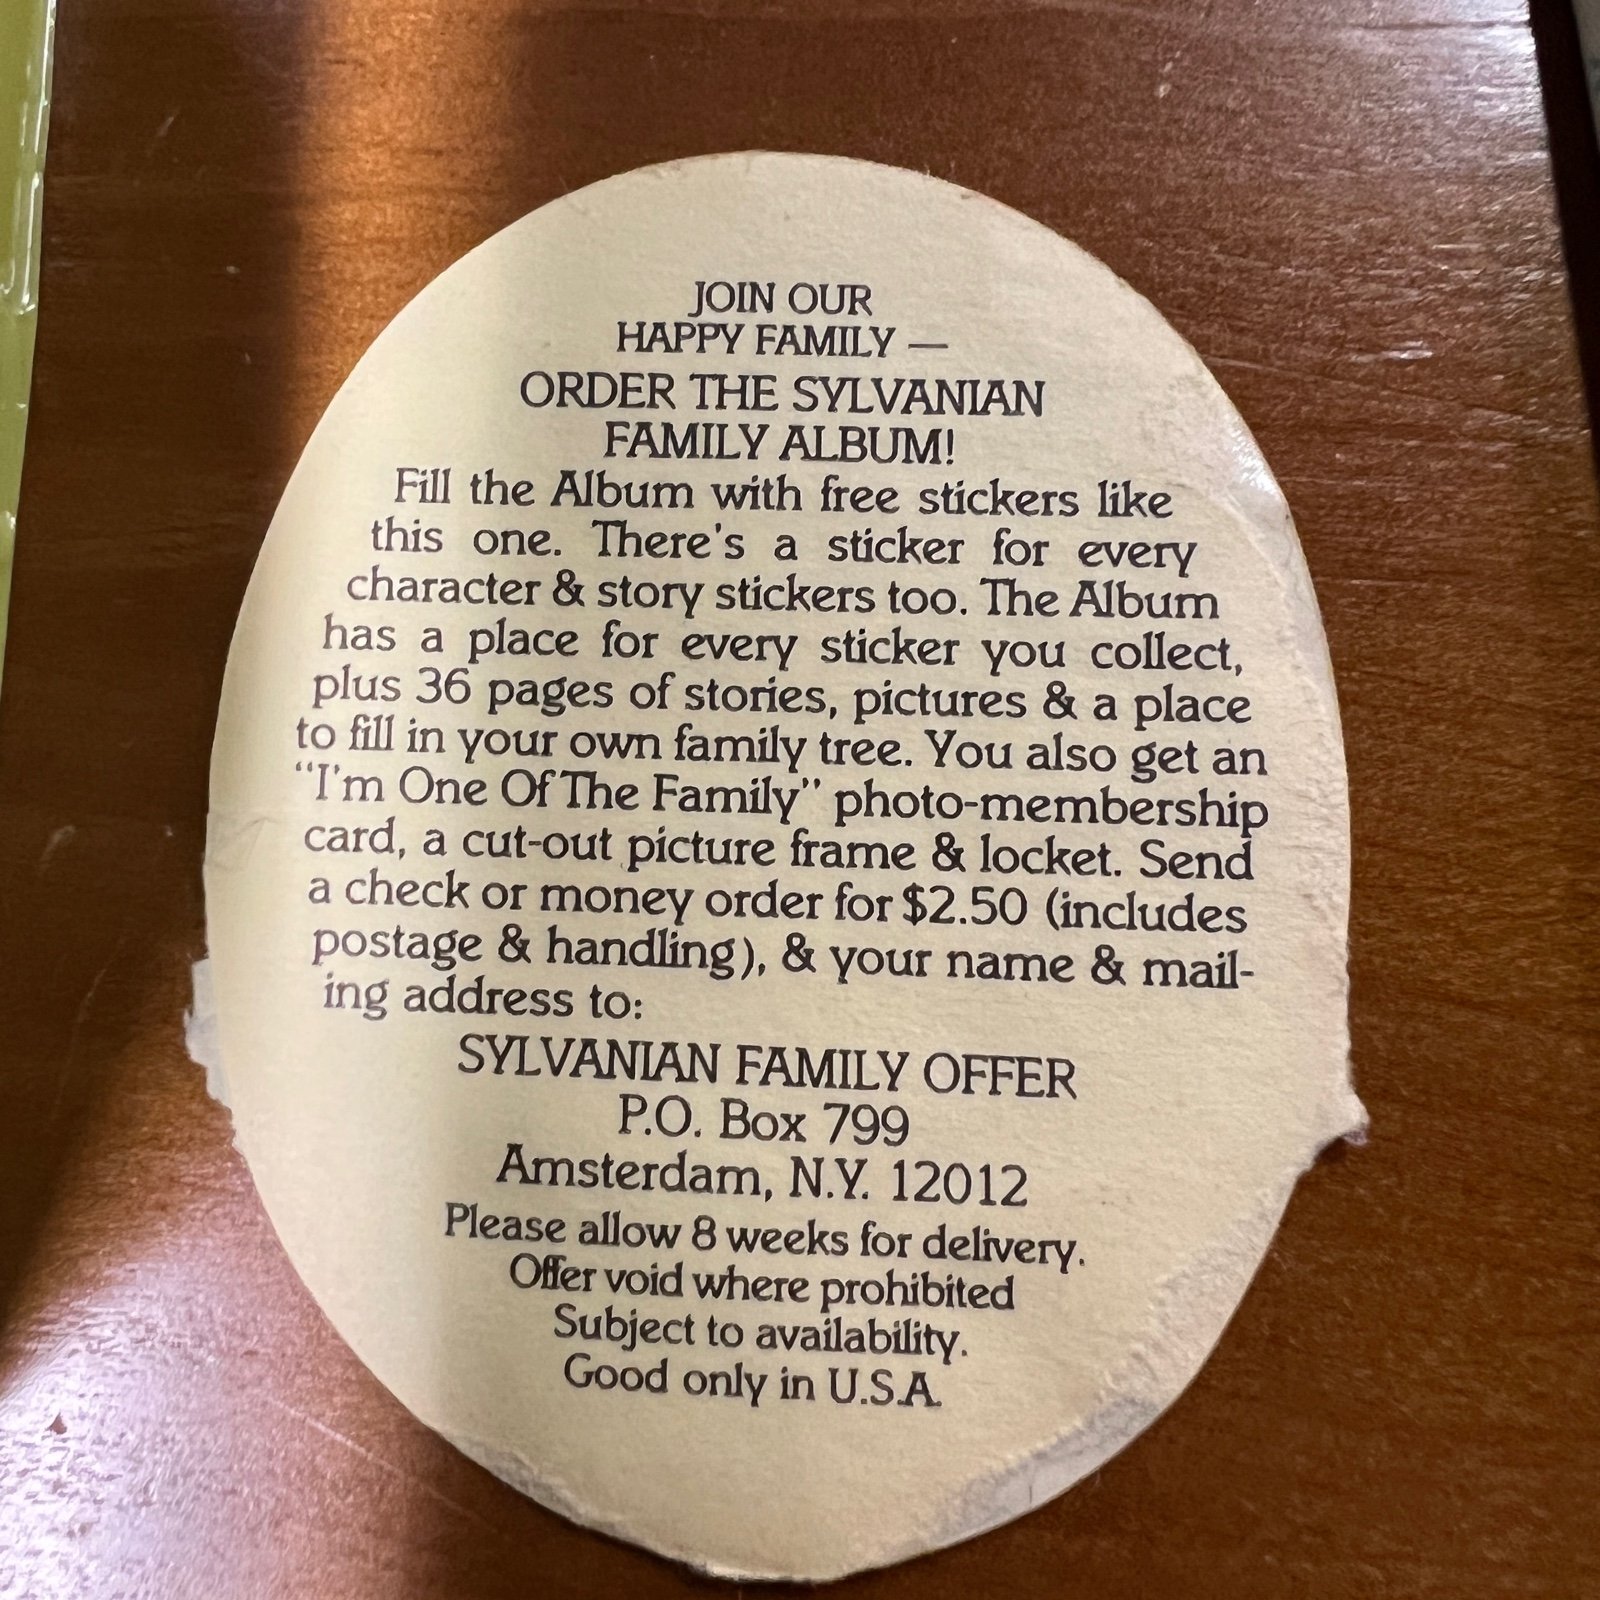 JOIN OUR
HAPPY FAMILY —
ORDER THE SYLVANIAN
FAMILY ALBUM!
Fill the Album with free stickers like
this one. There's a sticker for every
character & story stickers too. The Album
has a place for every sticker you collect,
plus 36 pages of stories, pictures & a place
to fill in your own family tree. You also get an
“I'm One Of The Family” photo-membership
card, a cut-out picture frame & locket. Send
a check or money order for $2.50 (includes
postage & handling), & your name & mail-
ing address to:
SYLVANIAN FAMILY OFFER
P.O. Box 799
Amsterdam, N.Y. 12012
Please allow 8 weeks for delivery.
Offer void where prohibited
Subject to availability.
Good only in U.S.A.